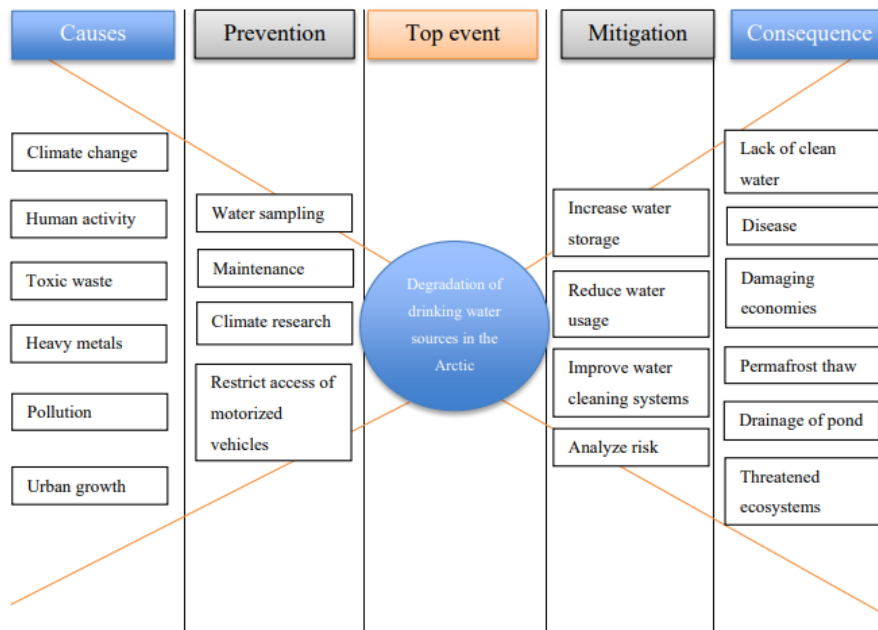 Causes
Prevention
Top event
Mitigation
Consequence
Climate change
Human activity
Toxic waste
Heavy metals
Pollution
Urban growth
Water sampling
Maintenance
Climate research
Restrict access of
motorized
vehicles
Degradation of
drinking water
sources in the
Arctic
Increase water
storage
Reduce water
usage
Improve water
cleaning systems
Analyze risk
Lack of clean
water
Disease
Damaging
economies
Permafrost thaw
Drainage of pond
Threatened
ecosystems